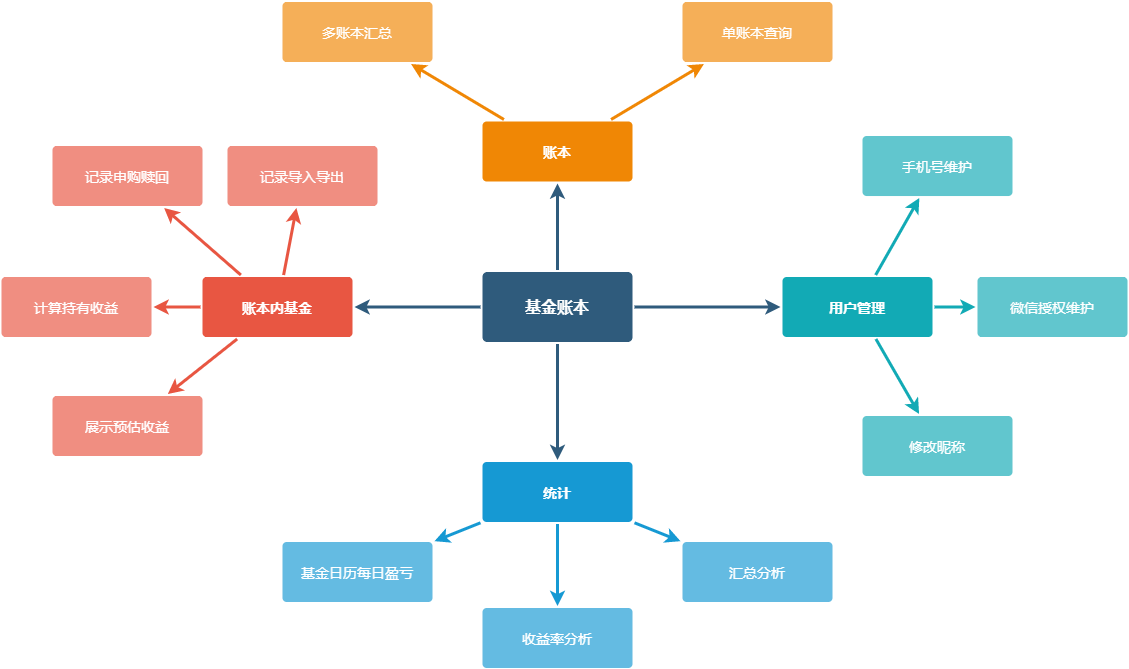 多账本汇总
单账本查询
账本
手机号维护
记录申购赎回
记录导入导出
计算持有收益
账本内基金
基金账本
用户管理
微信授权维护
展示预估收益
修改昵称
统计
基金日历每日盈亏
汇总分析
收益率分析